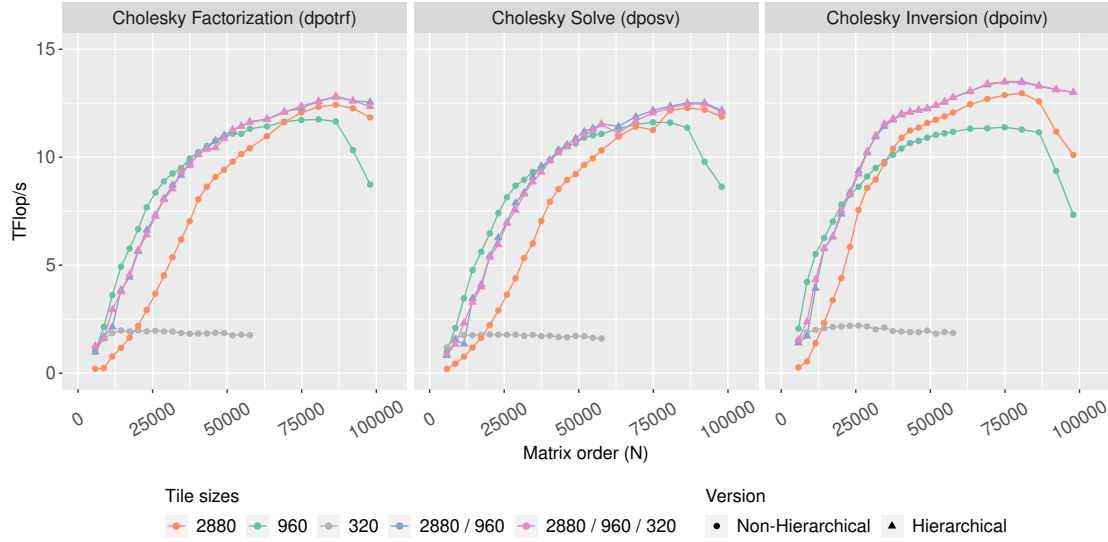 Cholesky Factorization (dpotrf) Cholesky Solve (dposv) Cholesky Inversion (dpoinv)
15
10
5
0
TFlop/s
0 25000 50000 75000 100000 0 25000 50000 75000 100000 0 25000 50000 75000 100000
Matrix order (N)
Tile sizes Version
2880 960 320 2880 / 960 2880 / 960 / 320 Non-Hierarchical Hierarchical